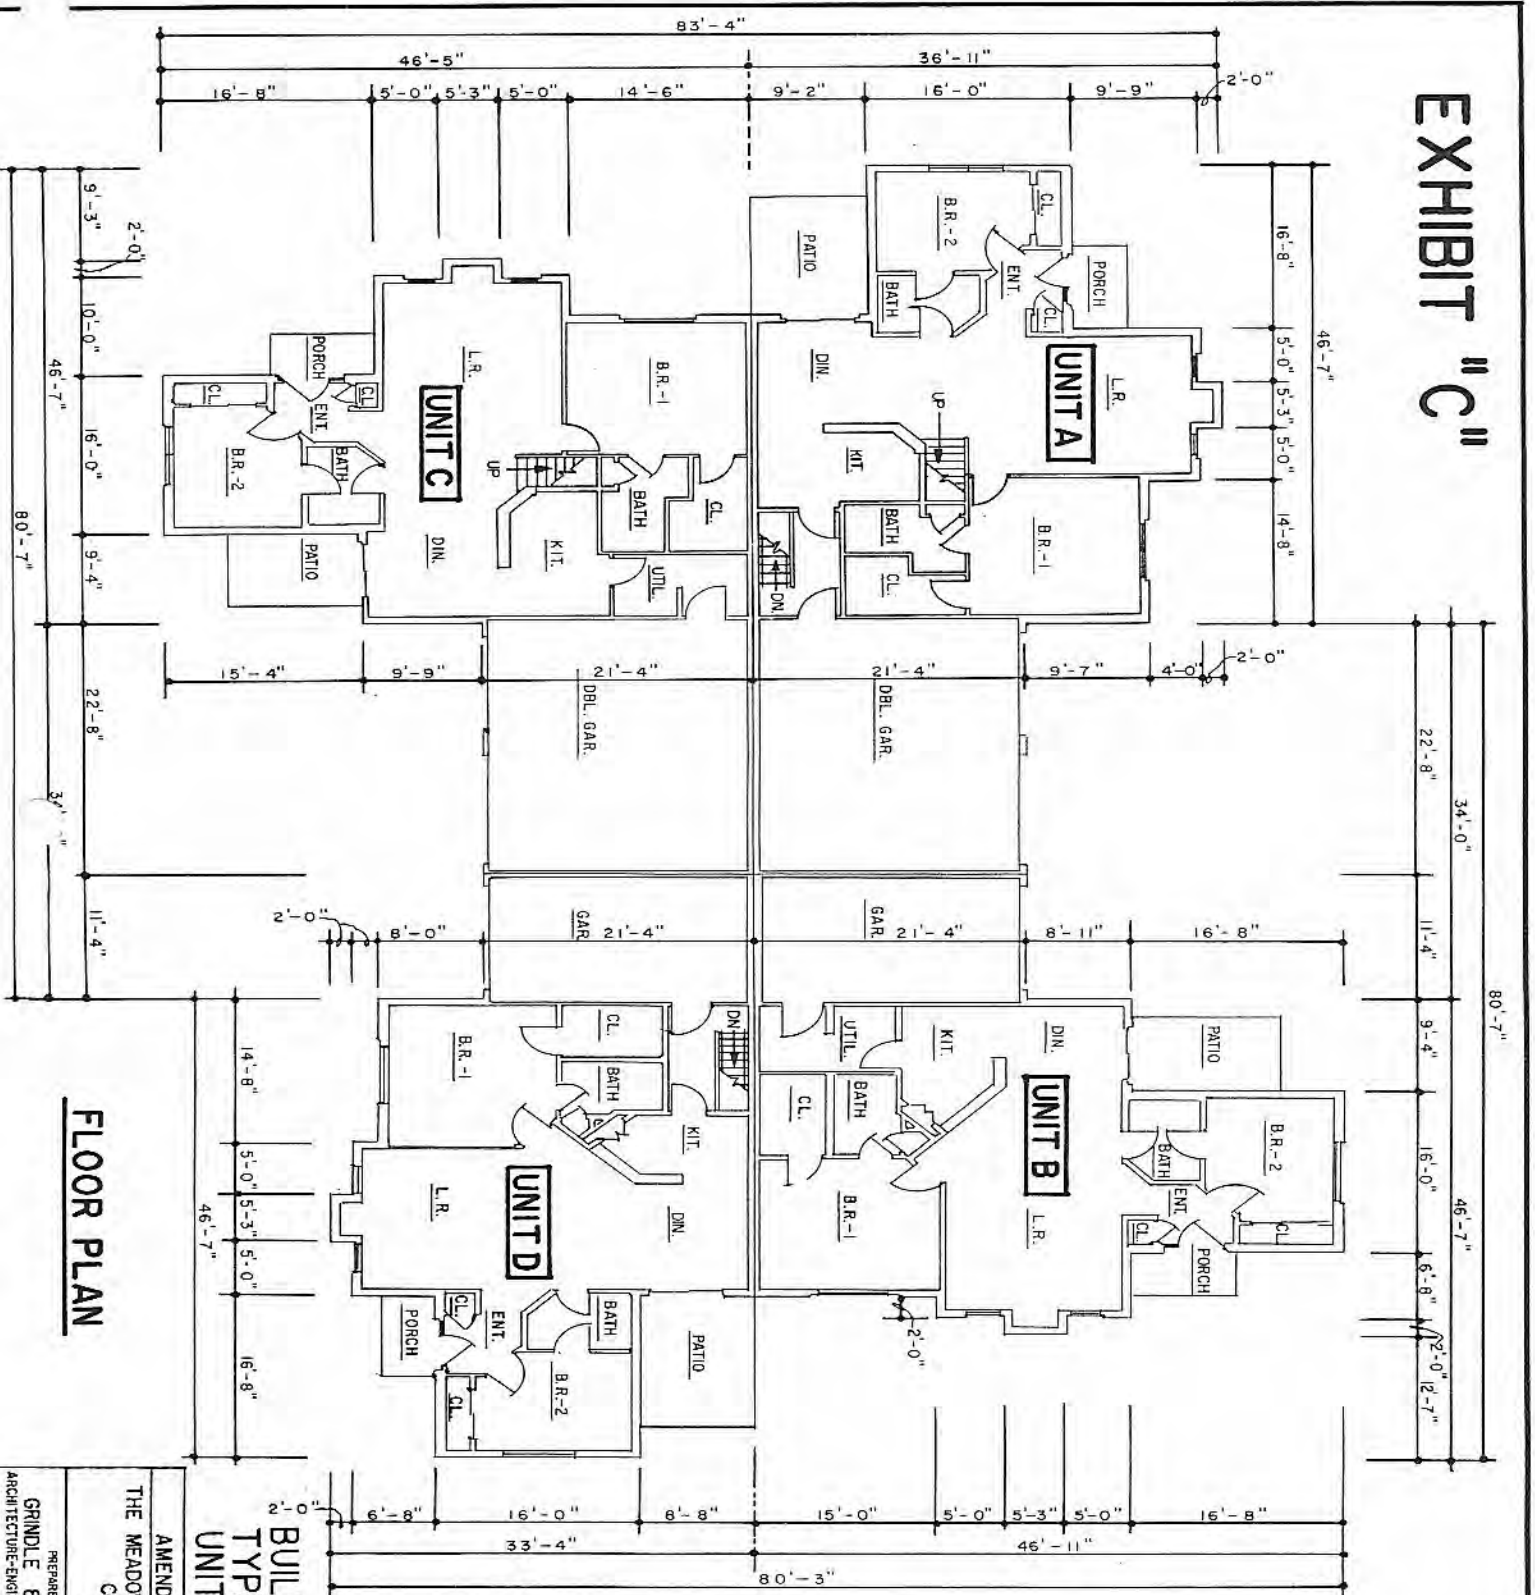 EXHIBIT "C"
83'-4"
46'-5"
36'-11"
16'-8"
5'-0"
5'-3"
5'-0"
14'-6"
9'-2"
16'-0"
9'-9"
2'-0"
46'-7"
16'-8"
5'-0"
5'-3"
5'-0"
14'-8"
UNIT A
L.R.
B.R.-2
CL.
ENT.
PORCH
CL.
BATH
PATIO
DIN.
UP
KIT.
BATH
CL.
B.R.-1
DN.
UNIT C
L.R.
B.R.-1
PORCH
CL.
ENT.
CL.
BATH
B.R.-2
UP
BATH
CL.
DIN.
KIT.
UTIL.
PATIO
9'-3"
2'-0"
10'-0"
16'-0"
9'-4"
22'-8"
11'-4"
46'-7"
80'-7"
15'-4"
9'-9"
21'-4"
21'-4"
9'-7"
4'-0"
2'-0"
DBL. GAR.
DBL. GAR.
22'-8"
34'-0"
11'-4"
80'-7"
9'-4"
16'-0"
46'-7"
6'-8"
2'-0"
12'-7"
2'-0"
8'-0"
GAR.
21'-4"
GAR.
21'-4"
8'-11"
16'-8"
UNIT B
DIN.
KIT.
UTIL.
PATIO
BATH
CL.
B.R.-1
L.R.
BATH
B.R.-2
ENT.
CL.
CL.
PORCH
2'-0"
UNIT D
B.R.-1
CL.
BATH
DN.
KIT.
DIN.
L.R.
PORCH
CL.
ENT.
BATH
B.R.-2
CL.
PATIO
14'-8"
5'-0"
5'-3"
5'-0"
16'-8"
46'-7"
2'-0"
6'-8"
16'-0"
8'-8"
15'-0"
5'-0"
5'-3"
5'-0"
16'-8"
33'-4"
46'-11"
80'-3"
FLOOR PLAN
BUIL
TYP
UNIT
AMEND
THE MEADO
C
PREPARE
GRINDLE
ARCHITECTURE-ENGI